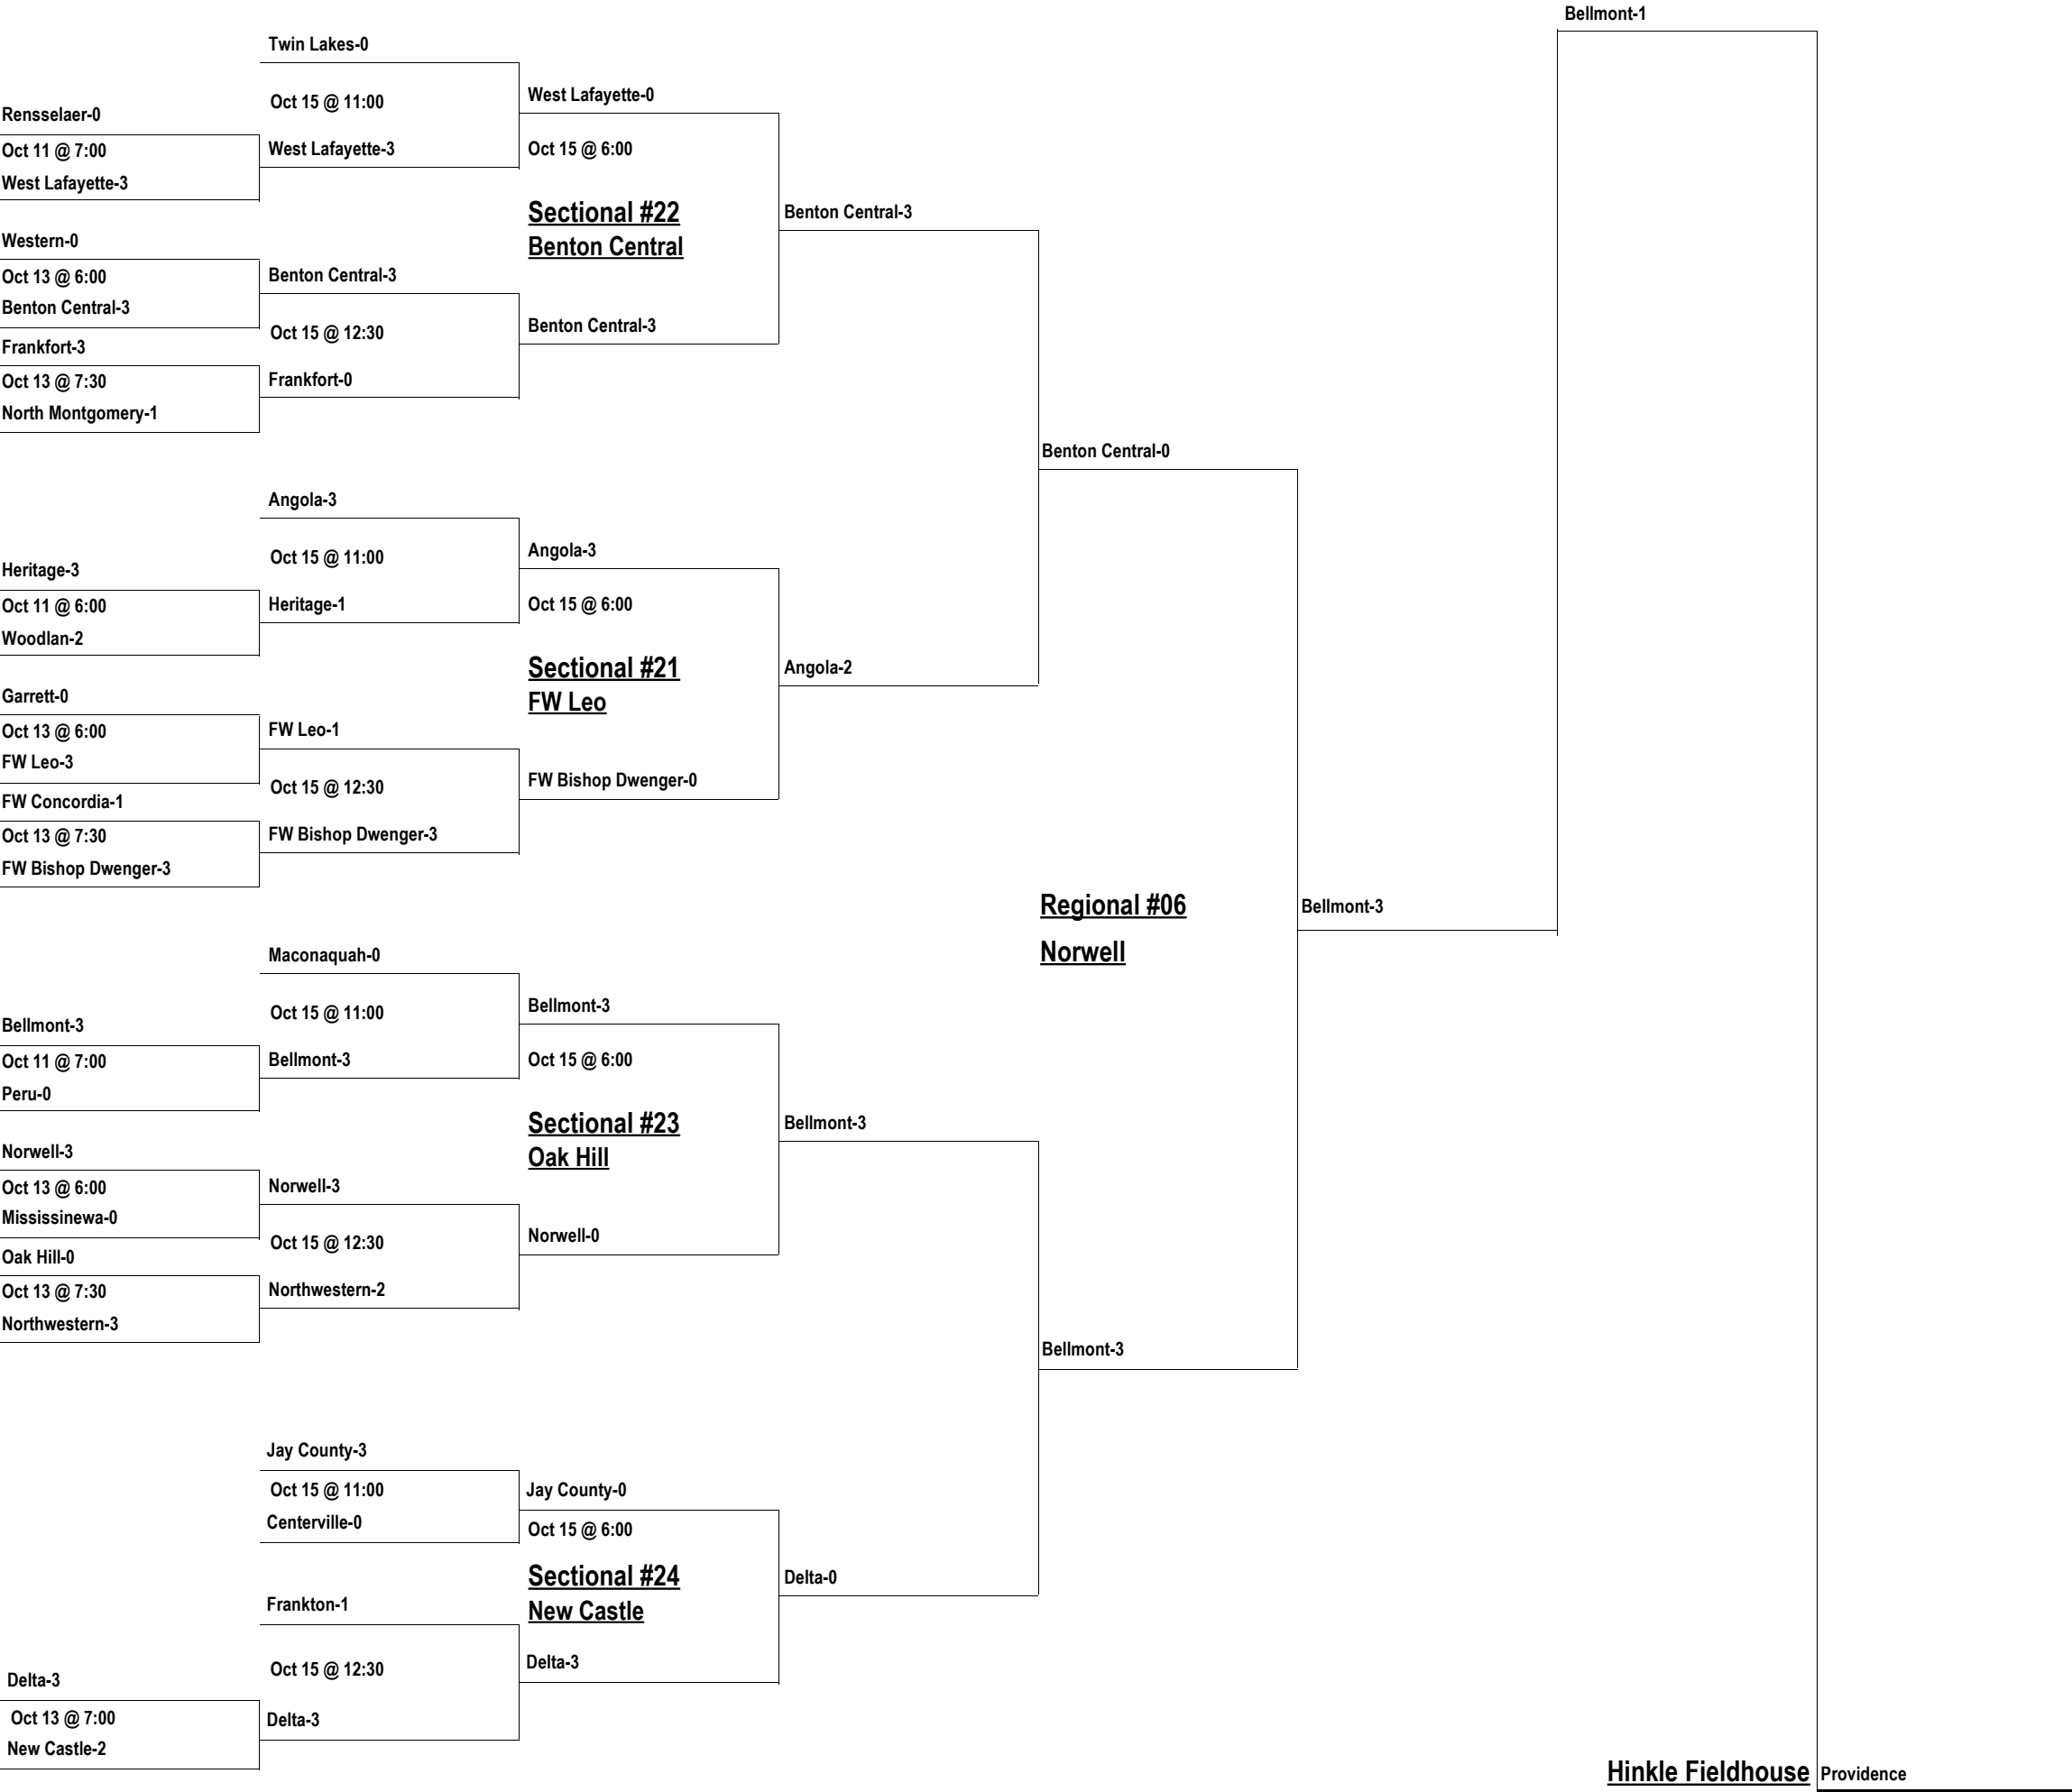 Bellmont-1
Twin Lakes-0
Oct 15 @ 11:00
West Lafayette-0
Rensselaer-0
Oct 11 @ 7:00
West Lafayette-3
Oct 15 @ 6:00
West Lafayette-3
Sectional #22
Benton Central-3
Western-0
Benton Central
Oct 13 @ 6:00
Benton Central-3
Benton Central-3
Oct 15 @ 12:30
Benton Central-3
Frankfort-3
Oct 13 @ 7:30
Frankfort-0
North Montgomery-1
Benton Central-0
Angola-3
Oct 15 @ 11:00
Angola-3
Heritage-3
Oct 11 @ 6:00
Heritage-1
Oct 15 @ 6:00
Woodlan-2
Sectional #21
Angola-2
Garrett-0
FW Leo
Oct 13 @ 6:00
FW Leo-1
FW Leo-3
Oct 15 @ 12:30
FW Bishop Dwenger-0
FW Concordia-1
Oct 13 @ 7:30
FW Bishop Dwenger-3
FW Bishop Dwenger-3
Regional #06
Bellmont-3
Norwell
Maconaquah-0
Oct 15 @ 11:00
Bellmont-3
Bellmont-3
Oct 11 @ 7:00
Bellmont-3
Oct 15 @ 6:00
Peru-0
Sectional #23
Bellmont-3
Norwell-3
Oak Hill
Oct 13 @ 6:00
Norwell-3
Mississinewa-0
Oct 15 @ 12:30
Norwell-0
Oak Hill-0
Oct 13 @ 7:30
Northwestern-2
Northwestern-3
Bellmont-3
Jay County-3
Oct 15 @ 11:00
Jay County-0
Centerville-0
Oct 15 @ 6:00
Sectional #24
Delta-0
Frankton-1
New Castle
Oct 15 @ 12:30
Delta-3
Delta-3
Oct 13 @ 7:00
Delta-3
New Castle-2
Hinkle Fieldhouse
Providence